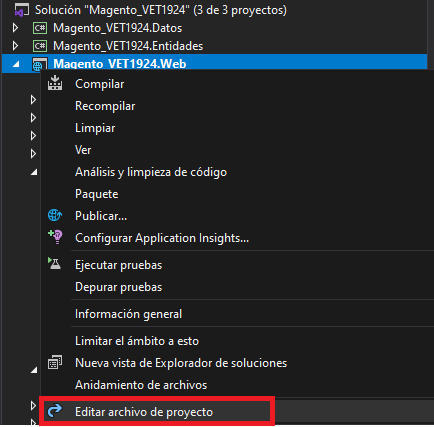 Solución "Magento_VET1924" (3 de 3 proyectos)
C# Magento_VET1924.Datos
C# Magento_VET1924.Entidades
Magento_VET1924.Web
Compilar
Recompilar
Limpiar
Ver
Análisis y limpieza de código
Paquete
Publicar...
Configurar Application Insights...
Ejecutar pruebas
Depurar pruebas
Información general
Limitar el ámbito a esto
Nueva vista de Explorador de soluciones
Anidamiento de archivos
Editar archivo de proyecto